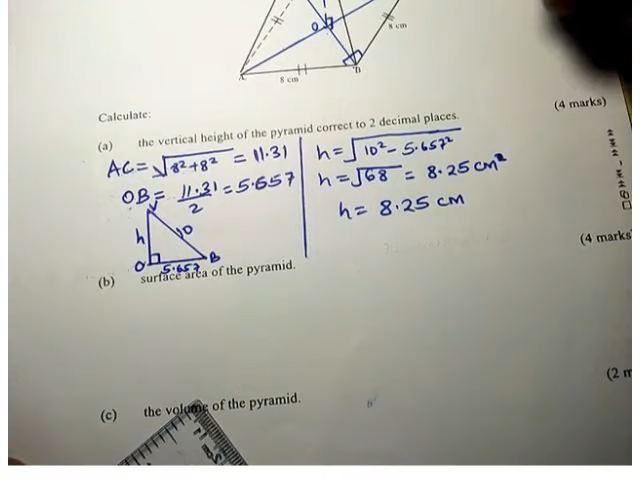 O
A
B
8 cm
8 cm
Calculate:
(4 marks)
(a) the vertical height of the pyramid correct to 2 decimal places.
AC = √8²+8² = 11.31
OB = 11.31/2 = 5.657
V
h
10
O
5.657
B
h = √10² - 5.657²
h = √68 = 8.25 cm
h = 8.25 cm
(4 marks
(b) surface area of the pyramid.
(2 m
(c) the volume of the pyramid.